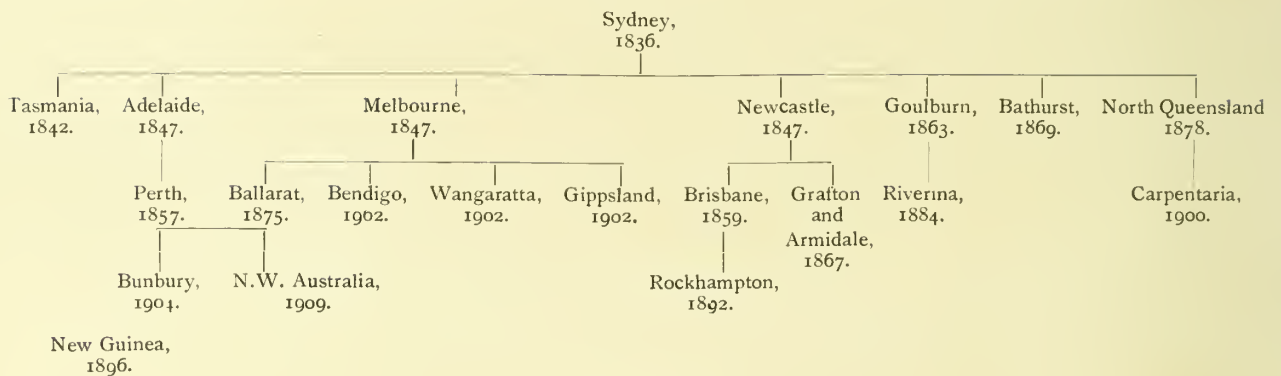 Sydney,
1836.
Tasmania, Adelaide, Melbourne, Newcastle, Goulburn, Bathurst, North Queensland
1842. 1847. 1847. 1847. 1863. 1869. 1878.
Perth, Ballarat, Bendigo, Wangaratta, Gippsland, Brisbane, Grafton Riverina, Carpentaria,
1857. 1875. 1902. 1902. 1902. 1859. and 1884. 1900.
Armidale,
1867.
Bunbury, N.W. Australia, Rockhampton,
1904. 1909. 1892.
New Guinea,
1896.